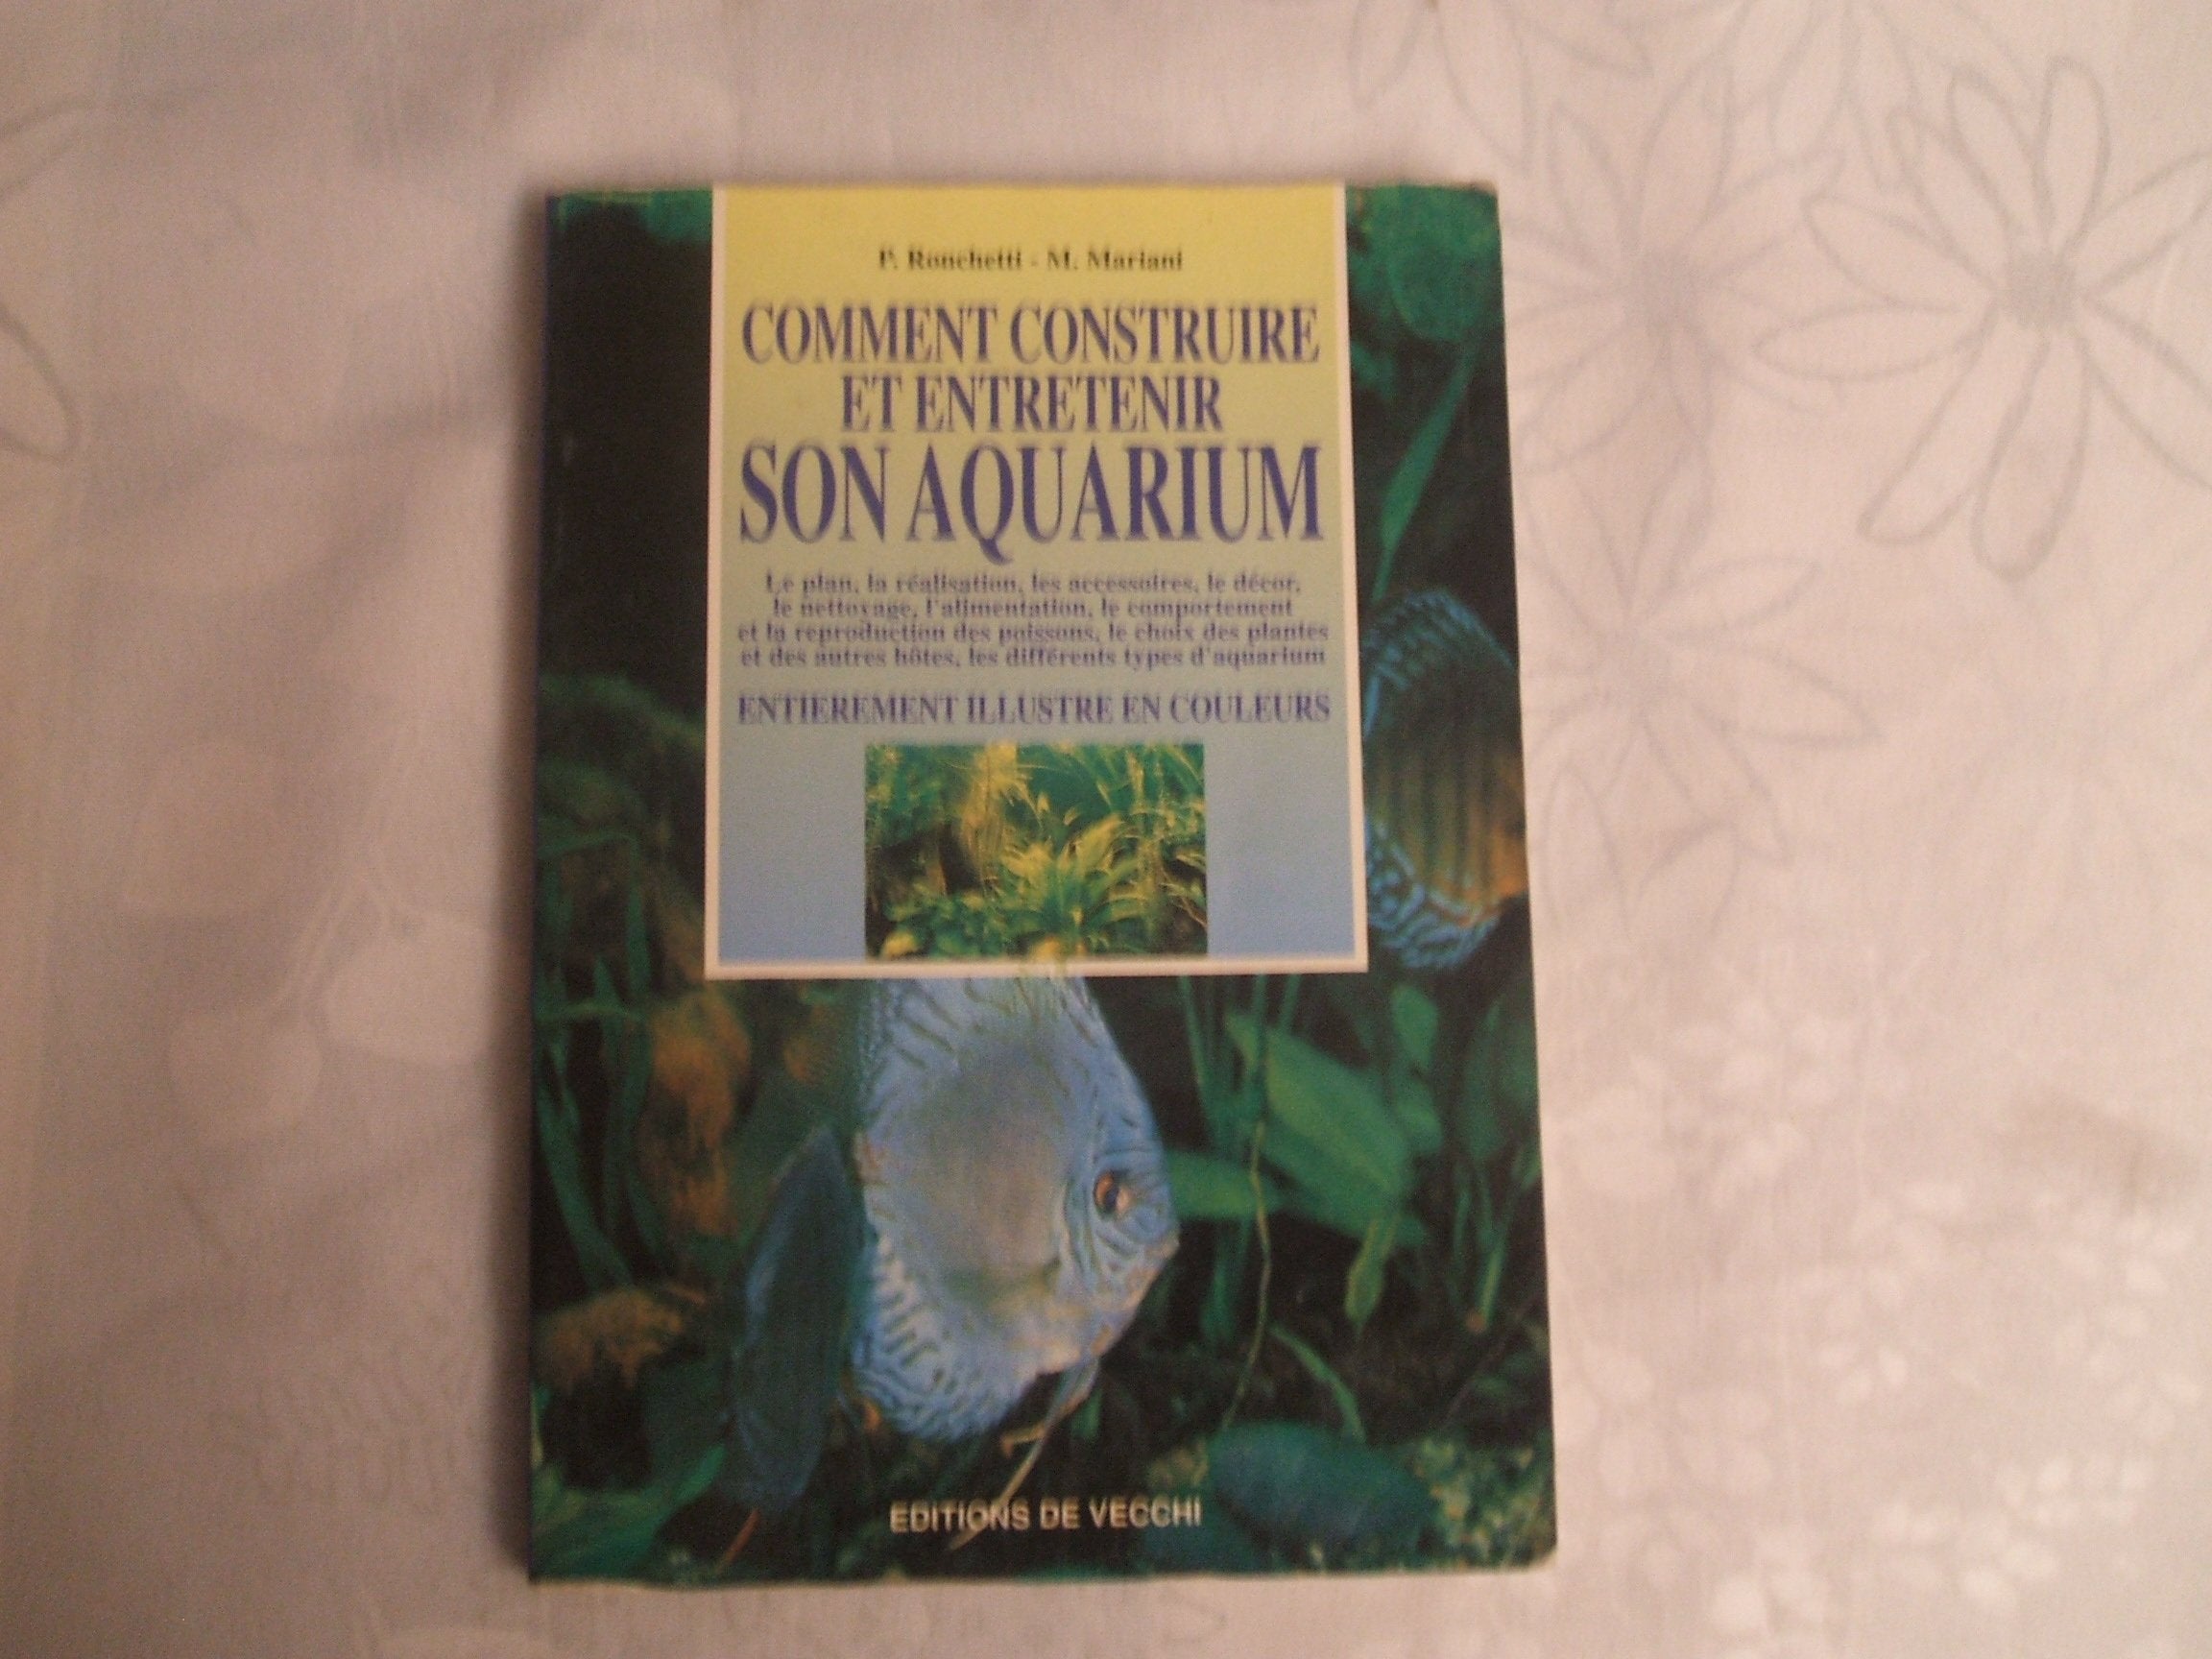 P. Ronchetti - M. Mariani
COMMENT CONSTRUIRE
ET ENTRETENIR
SON AQUARIUM
Le plan, la réalisation, les accessoires, le décor,
le nettoyage, l'alimentation, le comportement
et la reproduction des poissons, le choix des plantes
et des autres hôtes, les différents types d'aquarium
ENTIEREMENT ILLUSTRE EN COULEURS
EDITIONS DE VECCHI